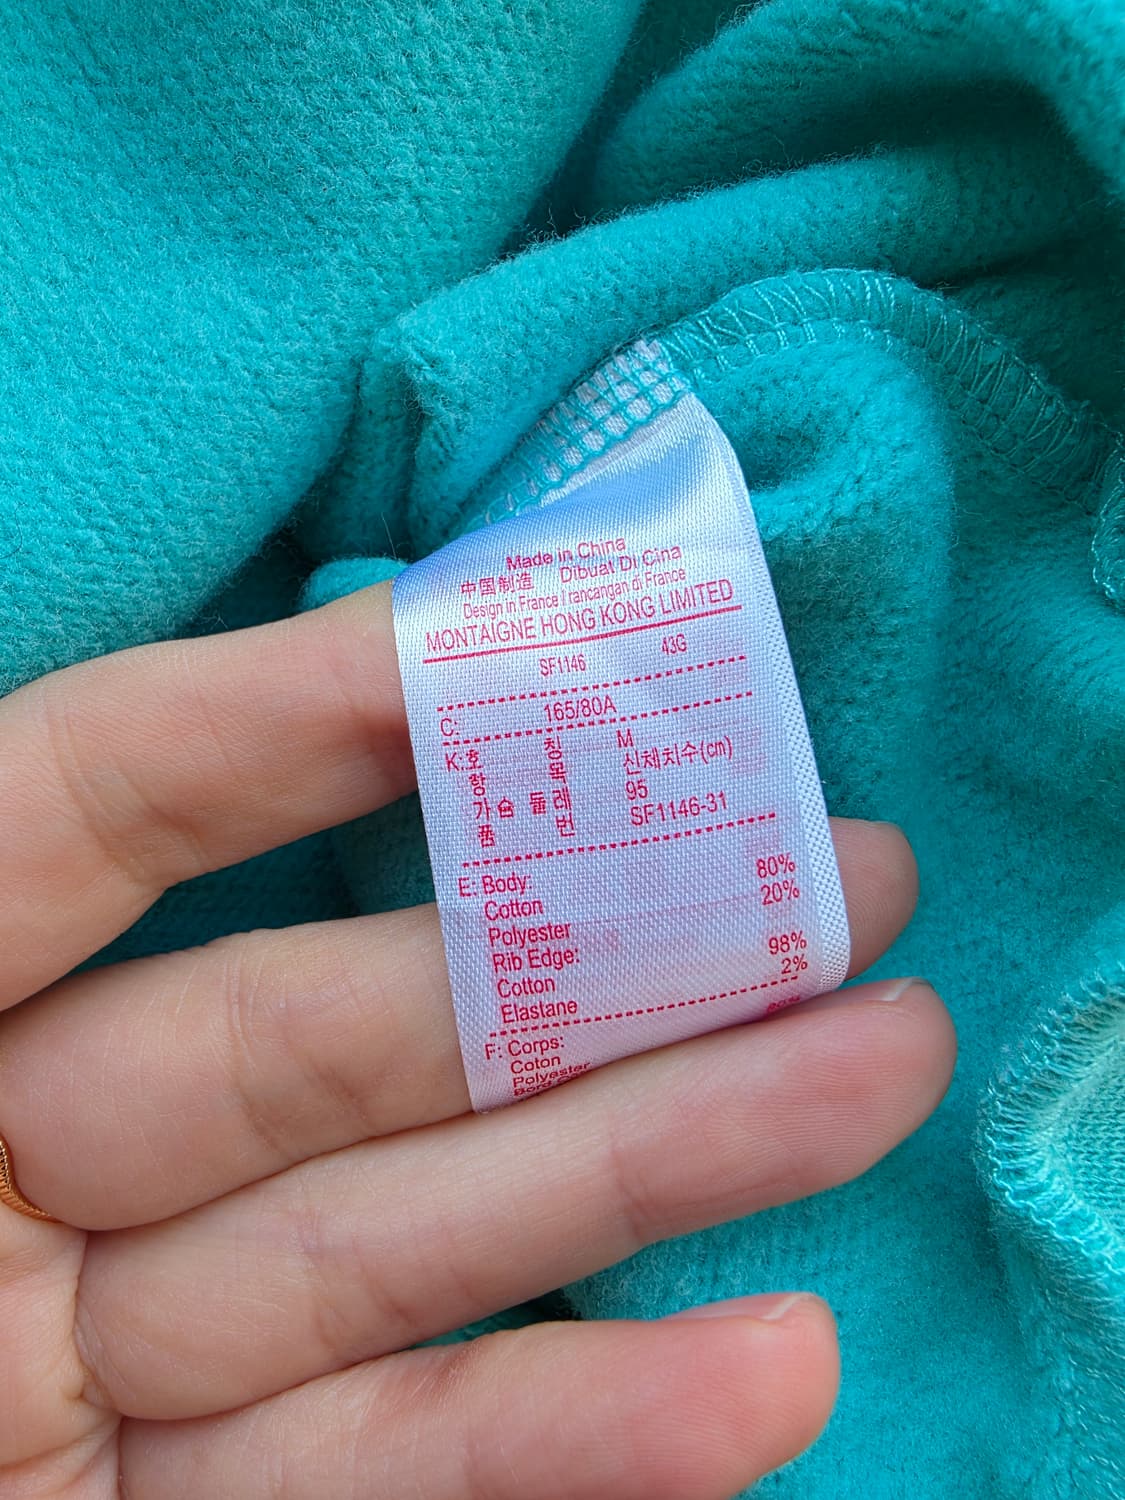 Made in China
中国制造 Dibuat Di Cina
Design in France / rancangan di France
MONTAIGNE HONG KONG LIMITED
SF1146 43G
C: 165/80A
K: 호 칭 M
항 목 신체치수(cm)
가 슴 둘 레 95
품 번 SF1146-31
E: Body:
Cotton 80%
Polyester 20%
Rib Edge:
Cotton 98%
Elastane 2%
F: Corps:
Coton 80%
Polyester